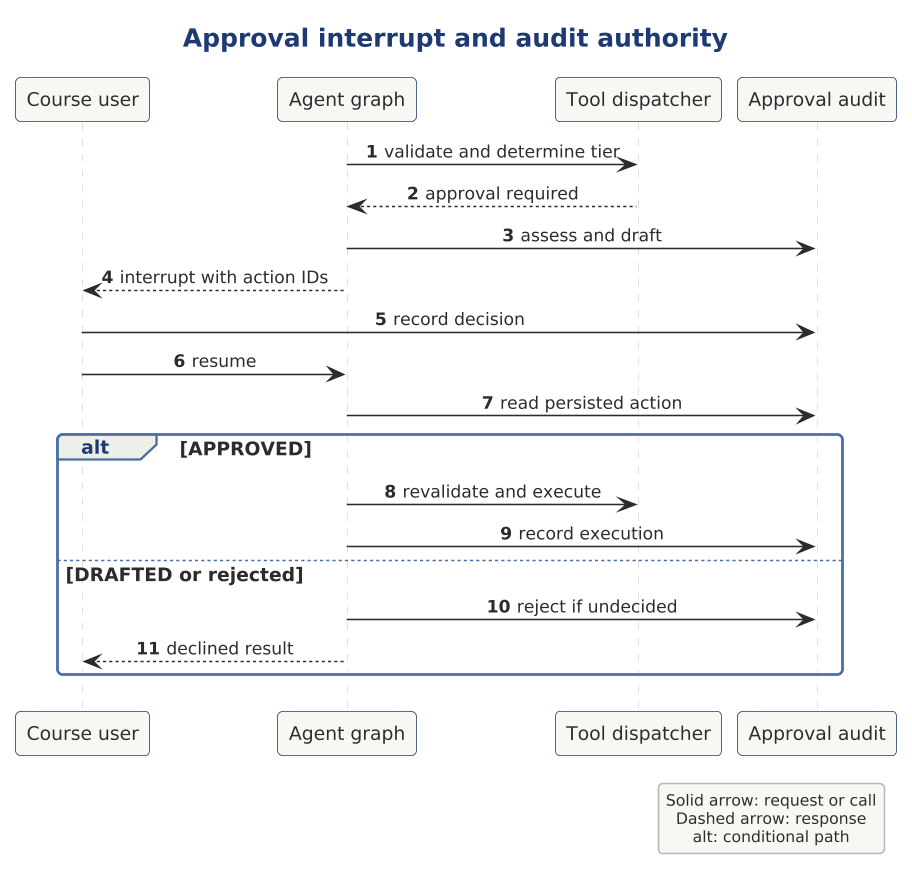 Approval interrupt and audit authority
Course user
Agent graph
Tool dispatcher
Approval audit
1 validate and determine tier
2 approval required
3 assess and draft
4 interrupt with action IDs
5 record decision
6 resume
7 read persisted action
alt [APPROVED]
8 revalidate and execute
9 record execution
[DRAFTED or rejected]
10 reject if undecided
11 declined result
Course user
Agent graph
Tool dispatcher
Approval audit
Solid arrow: request or call
Dashed arrow: response
alt: conditional path